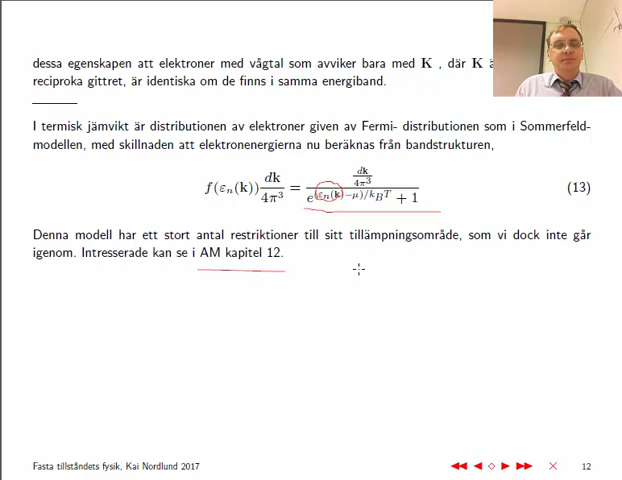 dessa egenskapen att elektroner med vågtal som avviker bara med K , där K ä
reciproka gittret, är identiska om de finns i samma energiband.
I termisk jämvikt är distributionen av elektroner given av Fermi- distributionen som i Sommerfeld-
modellen, med skillnaden att elektronenergierna nu beräknas från bandstrukturen,
f(εn(k)) dk/4π³ = (dk/4π³)/(e^(εn(k)−μ)/kBT + 1) (13)
Denna modell har ett stort antal restriktioner till sitt tillämpningsområde, som vi dock inte går
igenom. Intresserade kan se i AM kapitel 12.
Fasta tillståndets fysik, Kai Nordlund 2017 12